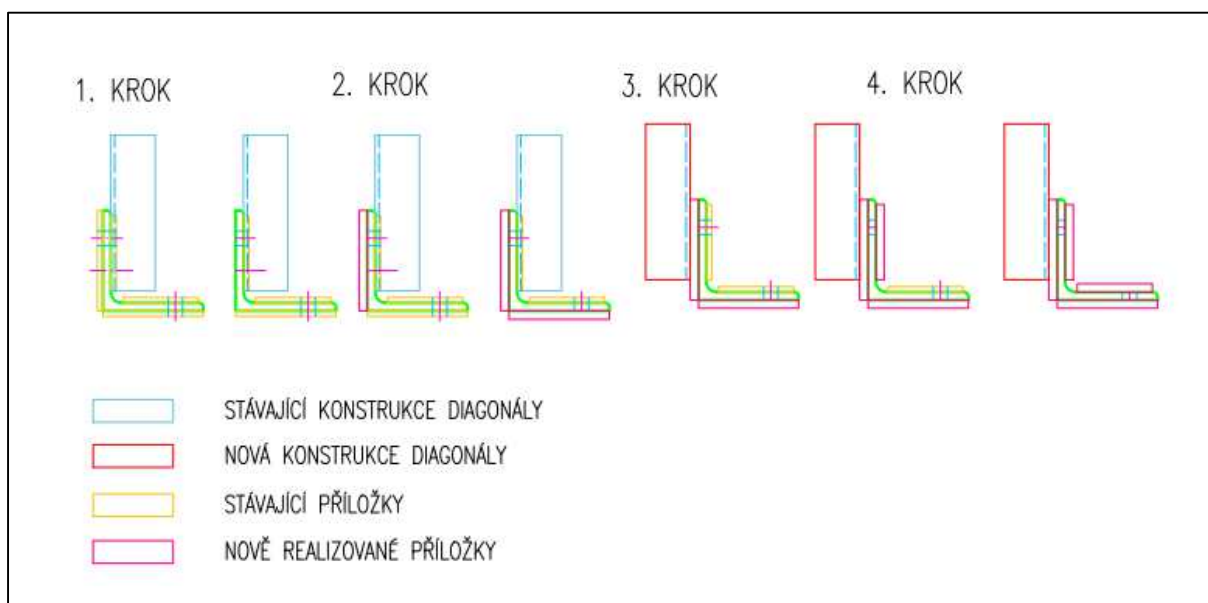 1. KROK
2. KROK
3. KROK
4. KROK
STÁVAJÍCÍ KONSTRUKCE DIAGONÁLY
NOVÁ KONSTRUKCE DIAGONÁLY
STÁVAJÍCÍ PŘÍLOŽKY
NOVĚ REALIZOVANÉ PŘÍLOŽKY